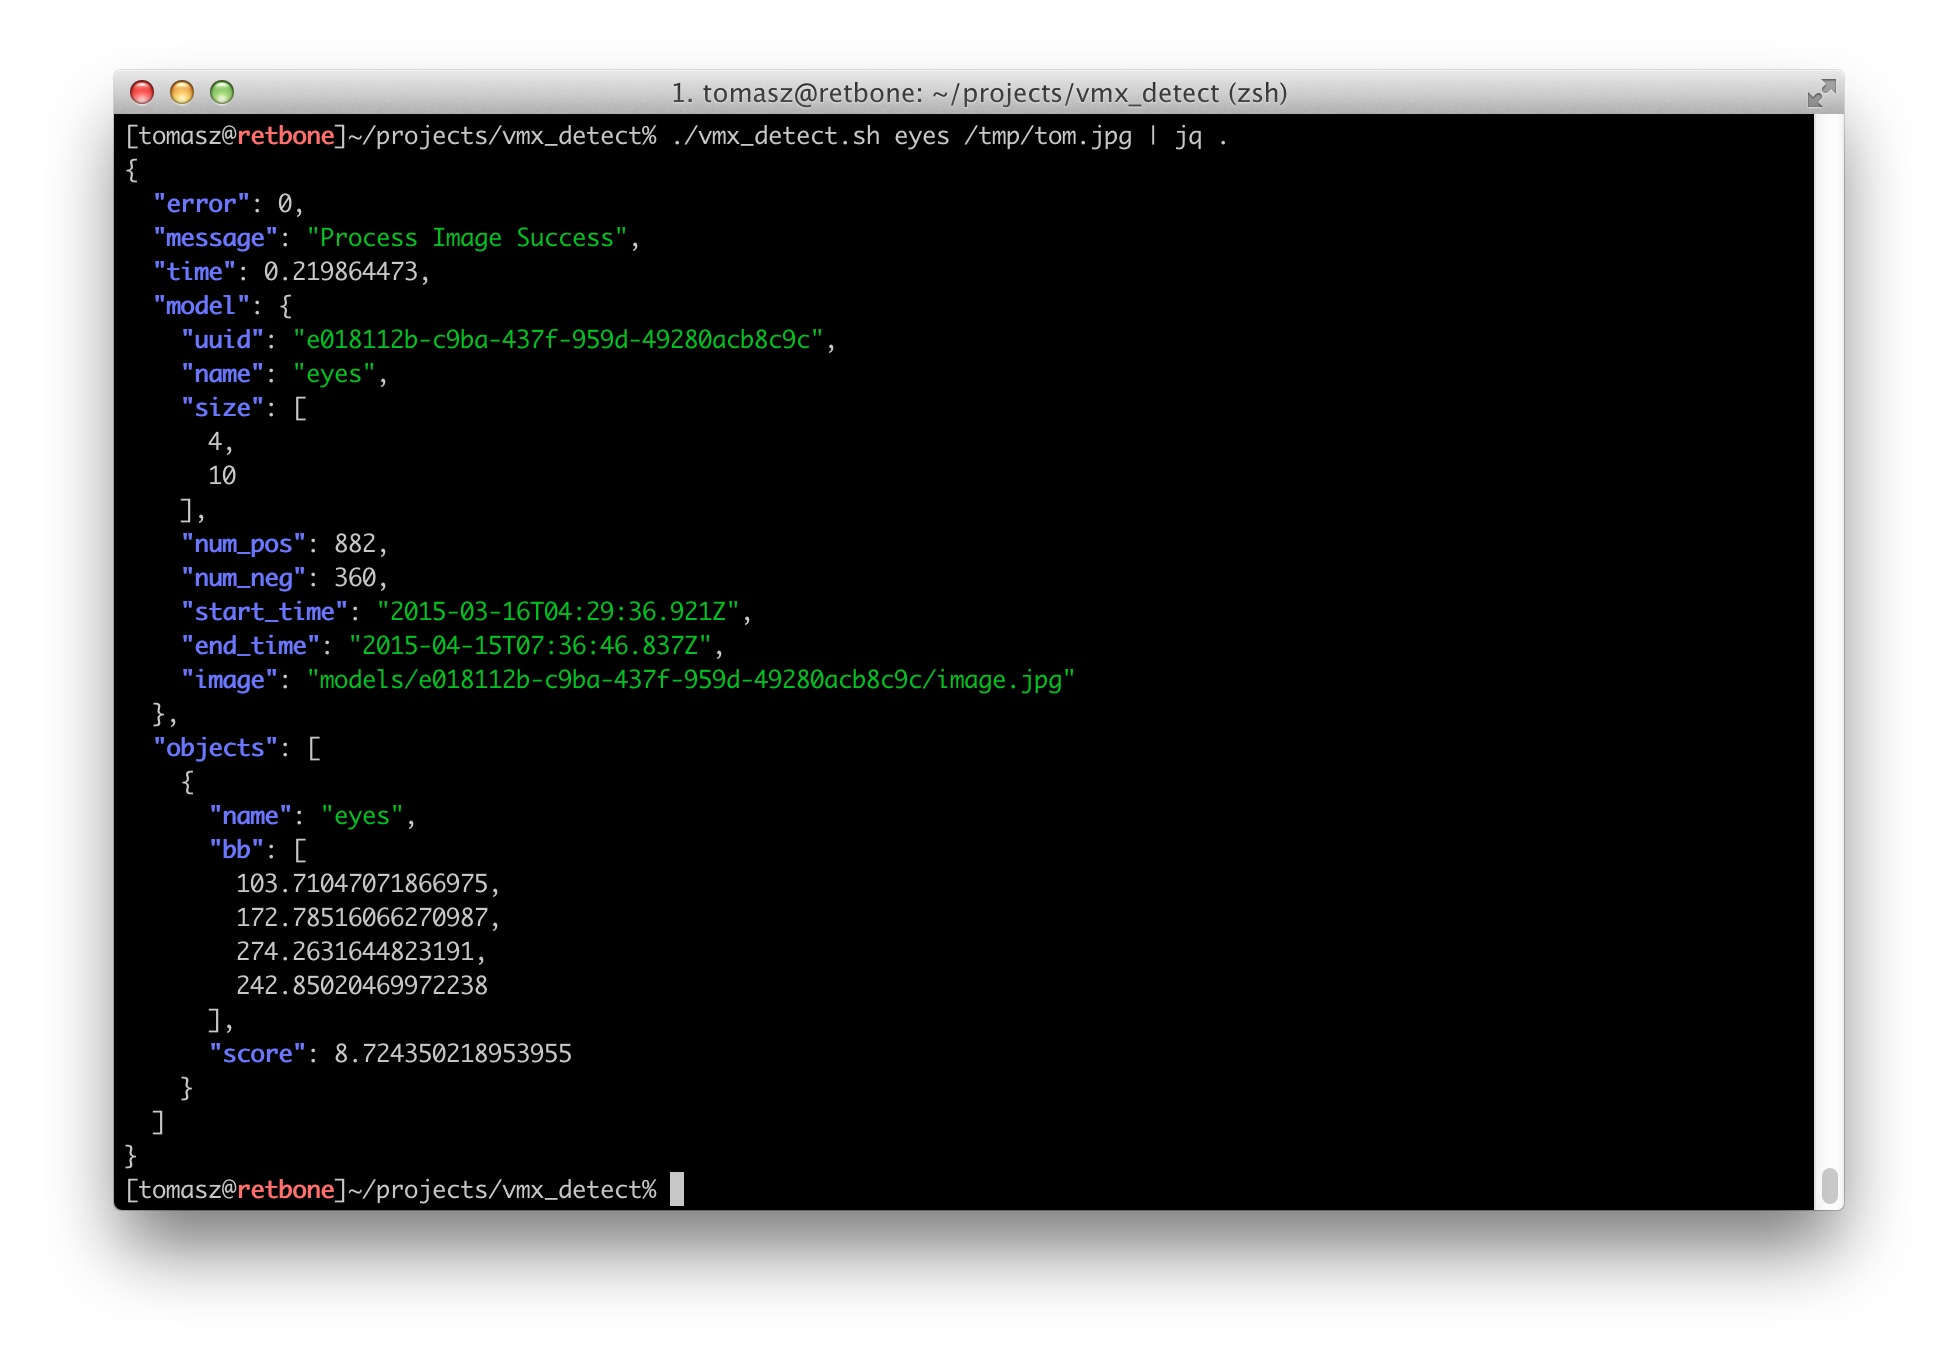 1. tomasz@retbone: ~/projects/vmx_detect (zsh)
[tomasz@retbone]~/projects/vmx_detect% ./vmx_detect.sh eyes /tmp/tom.jpg | jq .
{
  "error": 0,
  "message": "Process Image Success",
  "time": 0.219864473,
  "model": {
    "uuid": "e018112b-c9ba-437f-959d-49280acb8c9c",
    "name": "eyes",
    "size": [
      4,
      10
    ],
    "num_pos": 882,
    "num_neg": 360,
    "start_time": "2015-03-16T04:29:36.921Z",
    "end_time": "2015-04-15T07:36:46.837Z",
    "image": "models/e018112b-c9ba-437f-959d-49280acb8c9c/image.jpg"
  },
  "objects": [
    {
      "name": "eyes",
      "bb": [
        103.71047071866975,
        172.78516066270987,
        274.2631644823191,
        242.85020469972238
      ],
      "score": 8.724350218953955
    }
  ]
}
[tomasz@retbone]~/projects/vmx_detect%